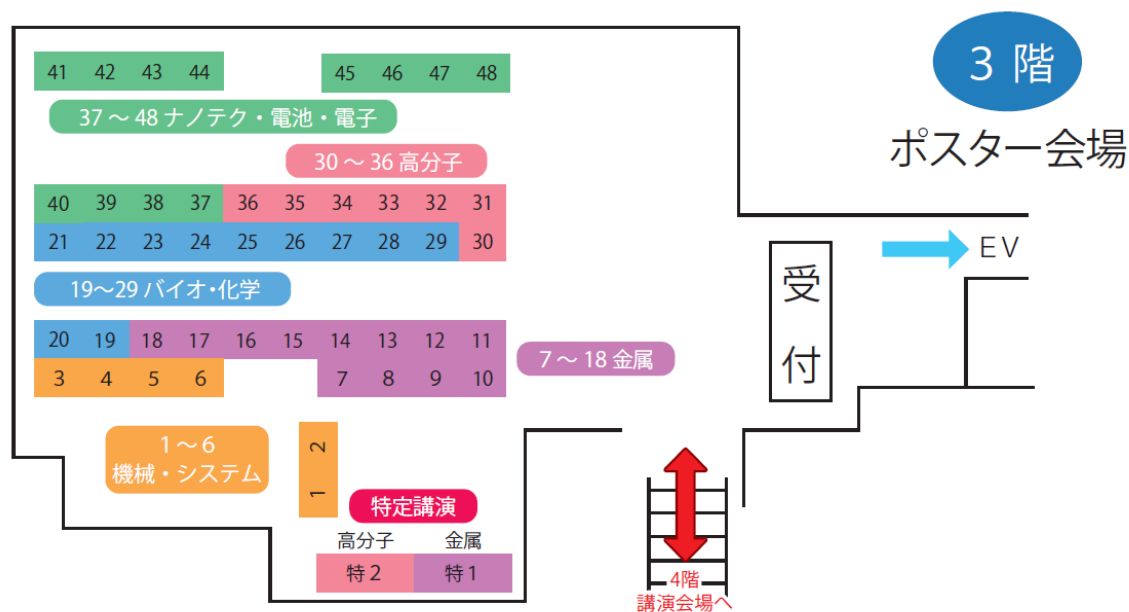 3 階
ポスター会場
41 42 43 44 45 46 47 48
37～48 ナノテク・電池・電子
30～36 高分子
40 39 38 37 36 35 34 33 32 31
21 22 23 24 25 26 27 28 29 30
19～29 バイオ・化学
20 19 18 17 16 15 14 13 12 11
3 4 5 6 7 8 9 10
7～18 金属
1～6
機械・システム
1 2
特定講演
高分子 金属
特2 特1
受付
EV
4階
講演会場へ